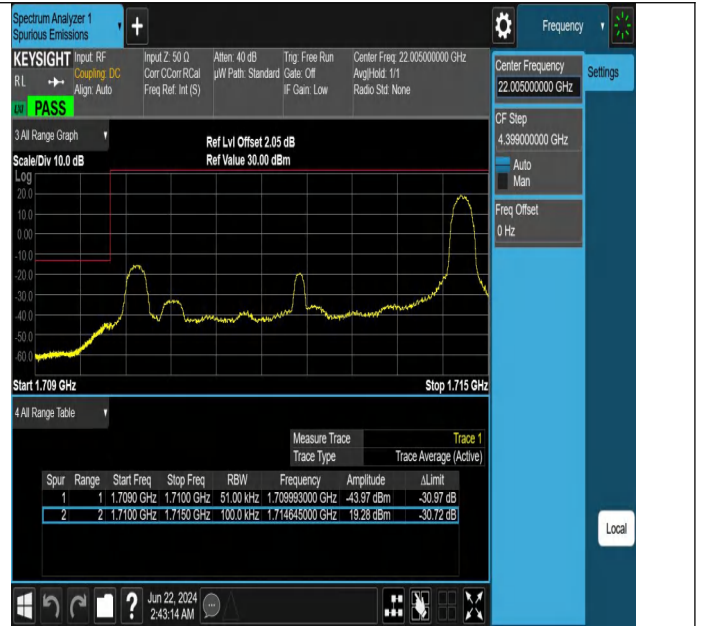 Spectrum Analyzer 1
Spurious Emissions
Frequency
KEYSIGHT Input: RF Input Z: 50 Ω Atten: 40 dB Trig: Free Run Center Freq: 22.005000000 GHz
RL Coupling: DC Corr CCorr RCal µW Path: Standard Gate: Off Avg|Hold: 1/1
Align: Auto Freq Ref: Int (S) IF Gain: Low Radio Std: None
LXI PASS
Center Frequency
22.005000000 GHz
Settings
CF Step
4.399000000 GHz
Auto
Man
Freq Offset
0 Hz
3 All Range Graph
Ref Lvl Offset 2.05 dB
Scale/Div 10.0 dB Ref Value 30.00 dBm
Log
20.0
10.0
0.00
-10.0
-20.0
-30.0
-40.0
-50.0
-60.0
Start 1.709 GHz Stop 1.715 GHz
4 All Range Table
Measure Trace Trace 1
Trace Type Trace Average (Active)
Spur Range Start Freq Stop Freq RBW Frequency Amplitude ΔLimit
1 1 1.7090 GHz 1.7100 GHz 51.00 kHz 1.709993000 GHz -43.97 dBm -30.97 dB
2 2 1.7100 GHz 1.7150 GHz 100.0 kHz 1.714645000 GHz 19.28 dBm -30.72 dB
Local
Jun 22, 2024
2:43:14 AM